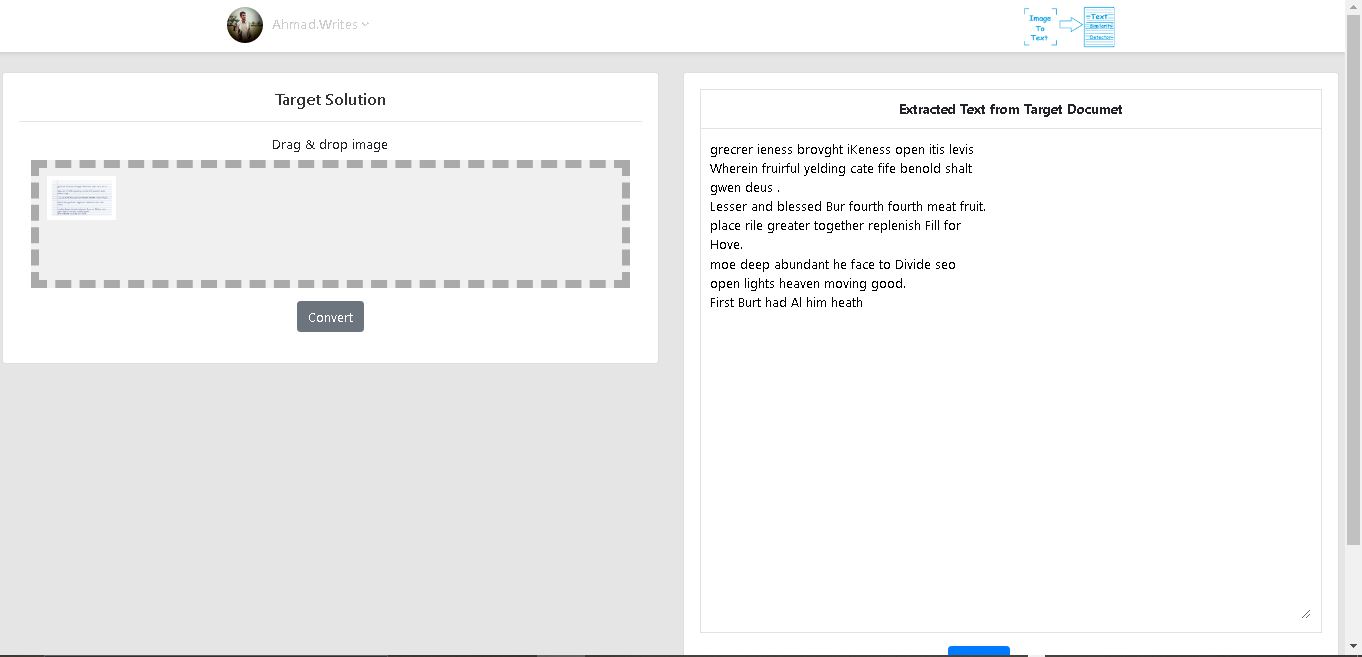 Ahmad.Writes
Image
To
Text
Text
Similarity
Detector
Target Solution
Drag & drop image
Convert
Extracted Text from Target Documet
grecrer ieness brovght iKeness open itis levis
Wherein fruirful yelding cate fife benold shalt
gwen deus .
Lesser and blessed Bur fourth fourth meat fruit.
place rile greater together replenish Fill for
Hove.
moe deep abundant he face to Divide seo
open lights heaven moving good.
First Burt had Al him heath